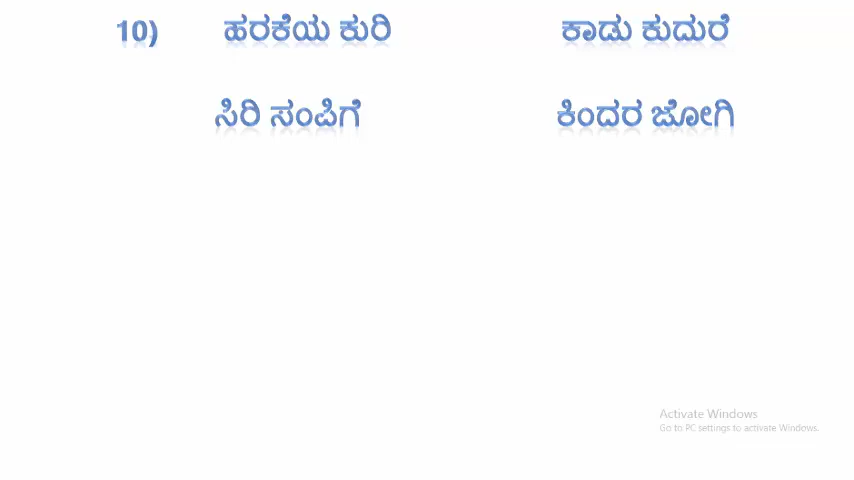 10) ಹರಕೆಯ ಕುರಿ ಕಾಡು ಕುದುರೆ
ಸಿರಿ ಸಂಪಿಗೆ ಕಿಂದರ ಜೋಗಿ
Activate Windows
Go to PC settings to activate Windows.